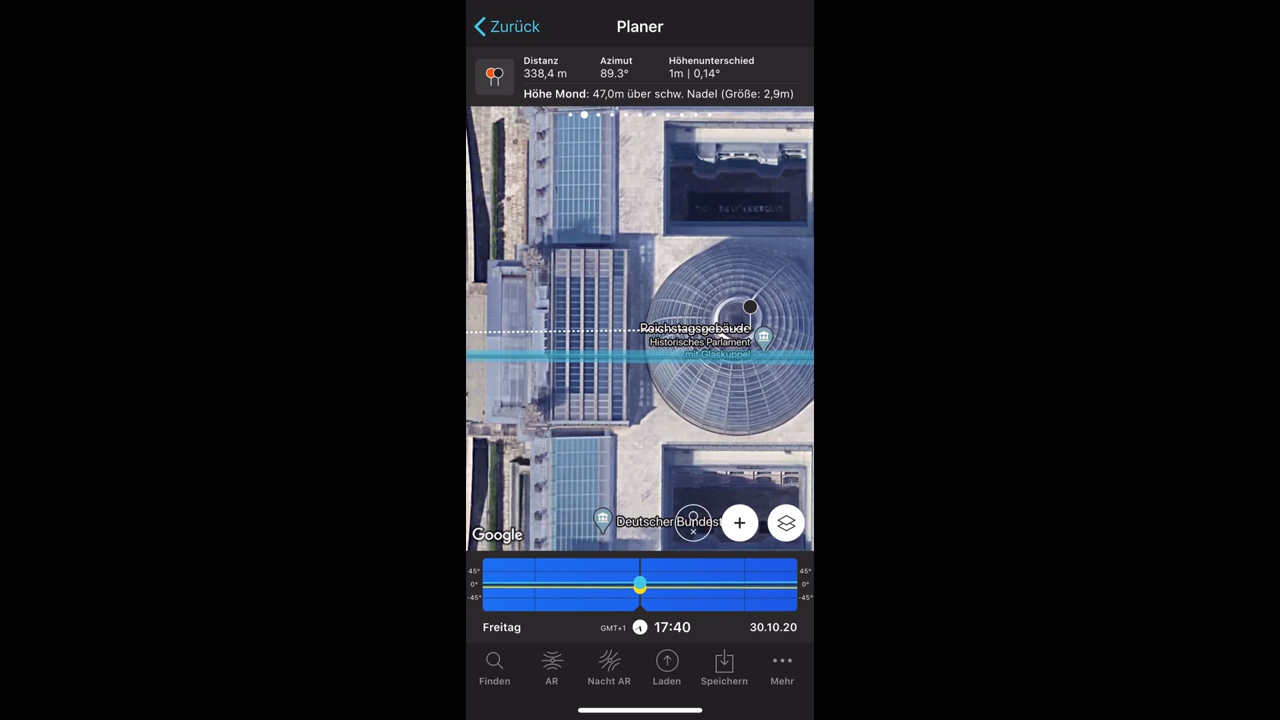 Zurück
Planer
Distanz
338,4 m
Azimut
89.3°
Höhenunterschied
1m | 0,14°
Höhe Mond: 47,0m über schw. Nadel (Größe: 2,9m)
BEVÖLKERUNG
Reichstagsgebäude
Historisches Parlament
mit Glaskuppel
Deutscher Bundest
Google
45°
0°
-45°
45°
0°
-45°
Freitag
GMT+1
17:40
30.10.20
Finden
AR
Nacht AR
Laden
Speichern
Mehr